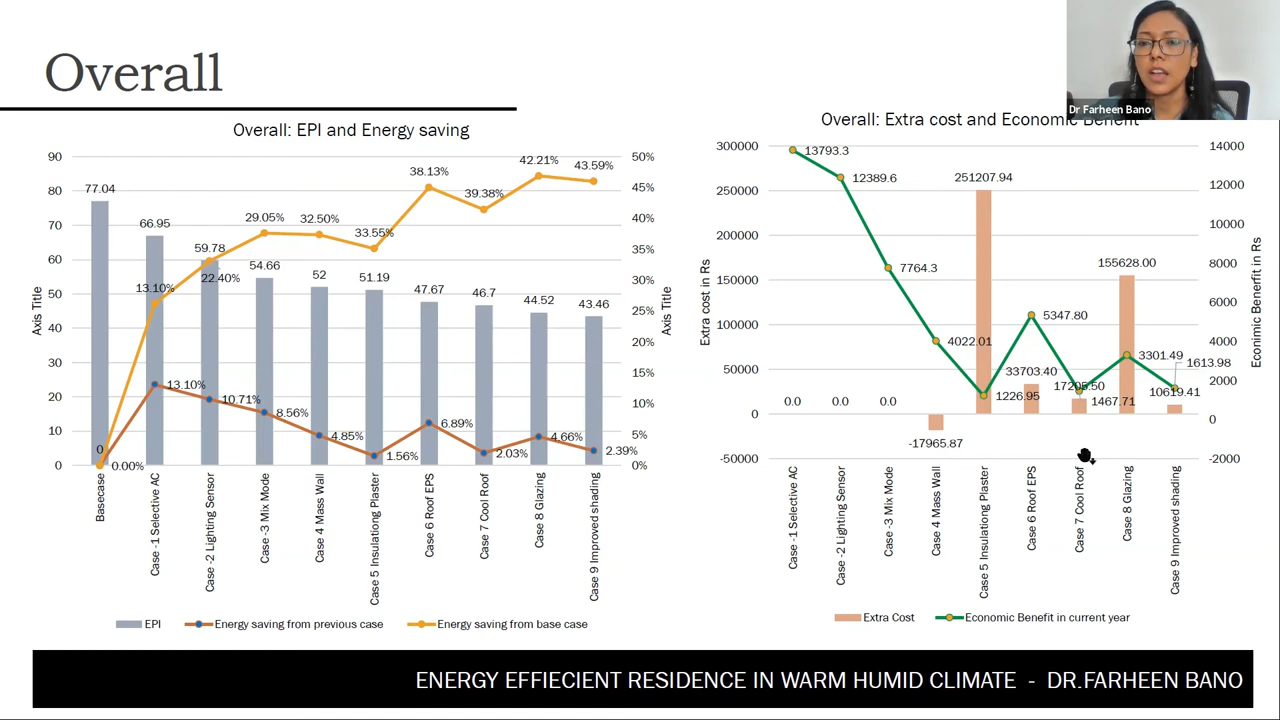 Overall
Dr Farheen Bano
Overall: EPI and Energy saving
90
80
70
60
50
40
30
20
10
0
50%
45%
40%
35%
30%
25%
20%
15%
10%
5%
0%
Axis Title
Axis Title
77.04
66.95
59.78
54.66
52
51.19
47.67
46.7
44.52
43.46
0
13.10%
22.40%
29.05%
32.50%
33.55%
38.13%
39.38%
42.21%
43.59%
0.00%
13.10%
10.71%
8.56%
4.85%
1.56%
6.89%
2.03%
4.66%
2.39%
Basecase
Case -1 Selective AC
Case -2 Lighting Sensor
Case -3 Mix Mode
Case 4 Mass Wall
Case 5 Insulationg Plaster
Case 6 Roof EPS
Case 7 Cool Roof
Case 8 Glazing
Case 9 Improved shading
EPI
Energy saving from previous case
Energy saving from base case
Overall: Extra cost and Economic Benefit
300000
250000
200000
150000
100000
50000
0
-50000
14000
12000
10000
8000
6000
4000
2000
0
-2000
Extra cost in Rs
Econimic Benefit in Rs
13793.3
12389.6
7764.3
4022.01
1226.95
5347.80
1467.71
3301.49
1613.98
0.0
0.0
0.0
-17965.87
251207.94
33703.40
17205.50
155628.00
10619.41
Case -1 Selective AC
Case -2 Lighting Sensor
Case -3 Mix Mode
Case 4 Mass Wall
Case 5 Insulationg Plaster
Case 6 Roof EPS
Case 7 Cool Roof
Case 8 Glazing
Case 9 Improved shading
Extra Cost
Economic Benefit in current year
ENERGY EFFIECIENT RESIDENCE IN WARM HUMID CLIMATE - DR.FARHEEN BANO